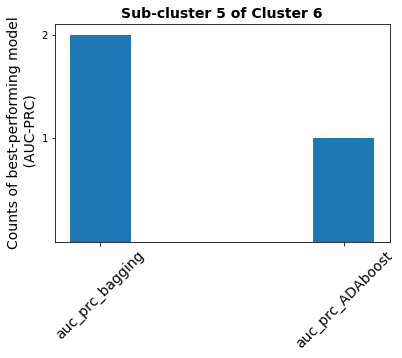 Sub-cluster 5 of Cluster 6
Counts of best-performing model
(AUC-PRC)
2
1
auc_prc_bagging
auc_prc_ADAboost